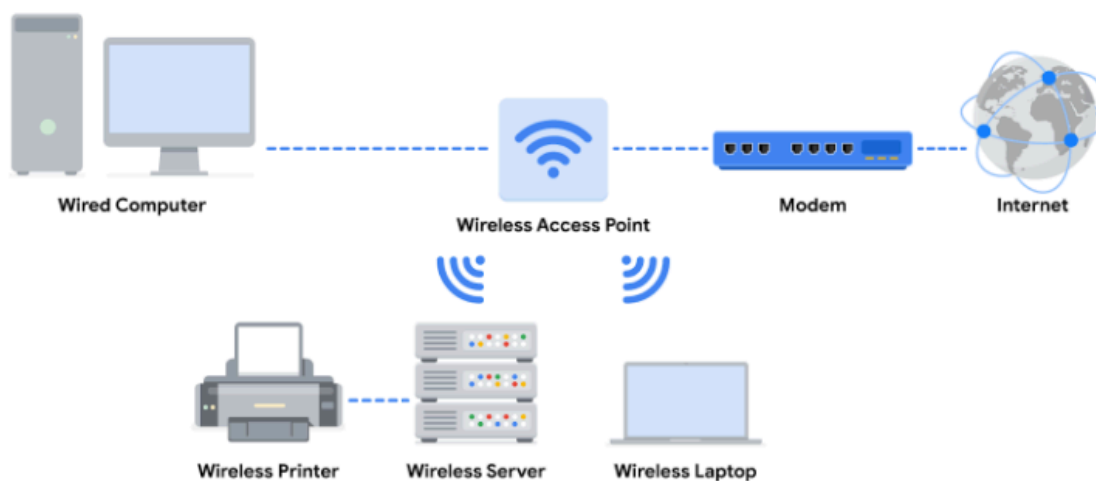 Wired Computer
Wireless Access Point
Modem
Internet
Wireless Printer
Wireless Server
Wireless Laptop